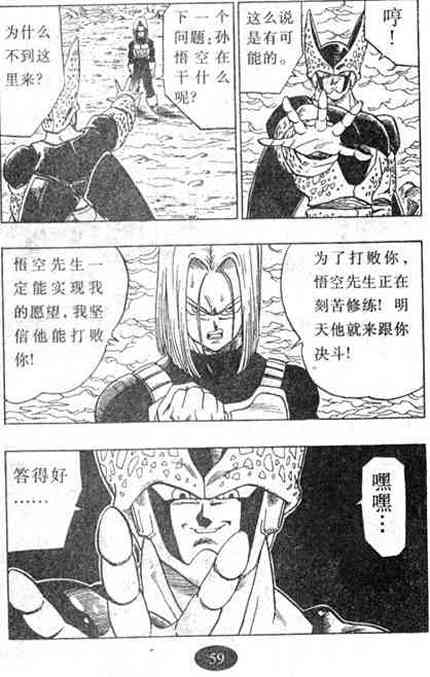 哼！
这么说
是有可
能的。
下一个
问题:孙
悟空在
干什么
呢？
为什么
不到这
里来？
为了打败你，
悟空先生正在
刻苦修练！明
天他就来跟你
决斗！
悟空先生一
定能实现我
的愿望，我坚
信他能打败
你！
嘿嘿…
答得好
……
59